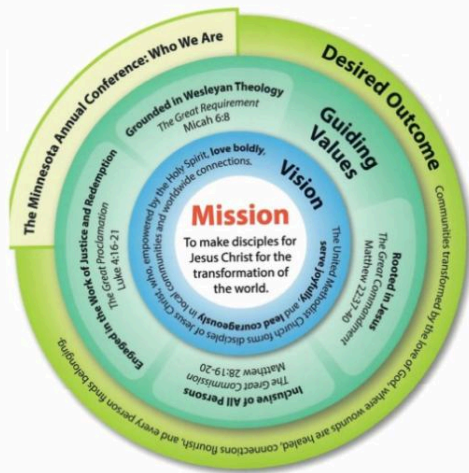 The Minnesota Annual Conference: Who We Are
Desired Outcome
Communities transformed by the love of God, where wounds are healed, connections flourish, and every person finds belonging.
Guiding Values
Grounded in Wesleyan Theology
The Great Requirement
Micah 6:8
Rooted in Jesus
The Great Commandment
Matthew 22:37-40
Inclusive of All Persons
The Great Commission
Matthew 28:19-20
Engaged in the Work of Justice and Redemption
The Great Proclamation
Luke 4:16-21
Vision
The United Methodist Church forms disciples of Jesus Christ, who, empowered by the Holy Spirit, love boldly,
serve joyfully, and lead courageously in local communities and worldwide connections.
Mission
To make disciples for
Jesus Christ for the
transformation of
the world.